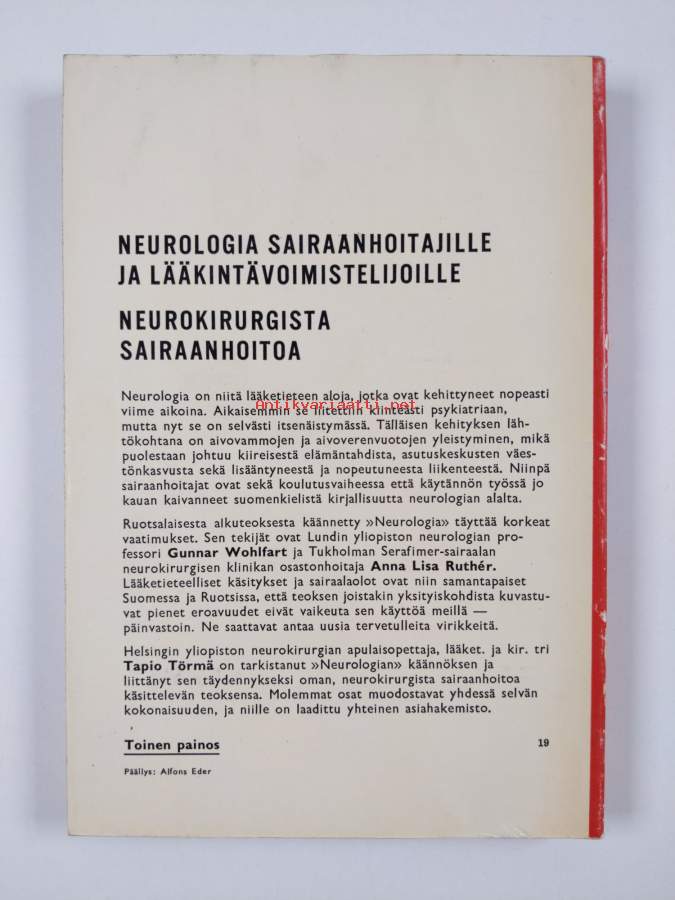 NEUROLOGIA SAIRAANHOITAJILLE
JA LÄÄKINTÄVOIMISTELIJOILLE
NEUROKIRURGISTA
SAIRAANHOITOA
Neurologia on niitä lääketieteen aloja, jotka ovat kehittyneet nopeasti
viime aikoina. Aikaisemmin se liitettiin kiinteästi psykiatriaan,
Antikvariaatti.net
mutta nyt se on selvästi itsenäistymässä. Tälläisen kehityksen läh-
tökohtana on aivovammojen ja aivoverenvuotojen yleistyminen, mikä
puolestaan johtuu kiireisestä elämäntahdista, asutuskeskusten väes-
tönkasvusta sekä lisääntyneestä ja nopeutuneesta liikenteestä. Niinpä
sairaanhoitajat ovat sekä koulutusvaiheessa että käytännön työssä jo
kauan kaivanneet suomenkielistä kirjallisuutta neurologian alalta.
Ruotsalaisesta alkuteoksesta käännetty »Neurologia» täyttää korkeat
vaatimukset. Sen tekijät ovat Lundin yliopiston neurologian pro-
fessori Gunnar Wohlfart ja Tukholman Serafimer-sairaalan
neurokirurgisen klinikan osastonhoitaja Anna Lisa Ruthér.
Lääketieteelliset käsitykset ja sairaalaolot ovat niin samantapaiset
Suomessa ja Ruotsissa, että teoksen joistakin yksityiskohdista kuvastu-
vat pienet eroavuudet eivät vaikeuta sen käyttöä meillä —
päinvastoin. Ne saattavat antaa uusia tervetulleita virikkeitä.
Helsingin yliopiston neurokirurgian apulaisopettaja, lääket. ja kir. tri
Tapio Törmä on tarkistanut »Neurologian» käännöksen ja
liittänyt sen täydennykseksi oman, neurokirurgista sairaanhoitoa
käsittelevän teoksensa. Molemmat osat muodostavat yhdessä selvän
kokonaisuuden, ja niille on laadittu yhteinen asiahakemisto.
Toinen painos 19
Päällys: Alfons Eder